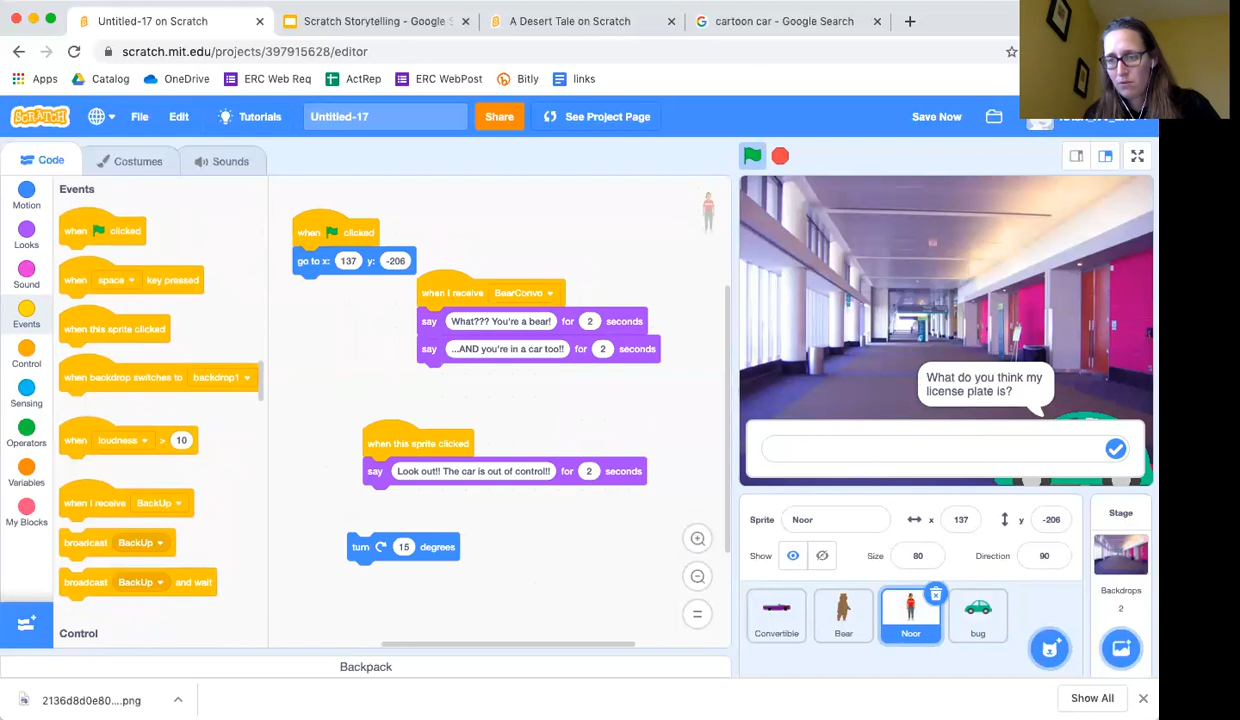 Untitled-17 on Scratch
Scratch Storytelling - Google S
A Desert Tale on Scratch
cartoon car - Google Search
scratch.mit.edu/projects/397915628/editor
Apps
Catalog
OneDrive
ERC Web Req
ActRep
ERC WebPost
Bitly
links
SCRATCH
File
Edit
Tutorials
Untitled-17
Share
See Project Page
Save Now
Code
Costumes
Sounds
Motion
Looks
Sound
Events
Control
Sensing
Operators
Variables
My Blocks
Events
when clicked
when space key pressed
when this sprite clicked
when backdrop switches to backdrop1
when loudness > 10
when I receive BackUp
broadcast BackUp
broadcast BackUp and wait
Control
when clicked
go to x: 137 y: -206
when I receive BearConvo
say What??? You're a bear! for 2 seconds
say ...AND you're in a car too!! for 2 seconds
when this sprite clicked
say Look out!! The car is out of control!! for 2 seconds
turn 15 degrees
Backpack
What do you think my
license plate is?
Sprite Noor x 137 y -206
Show Size 80 Direction 90
Convertible
Bear
Noor
bug
Stage
Backdrops
2
2136d8d0e80....png
Show All